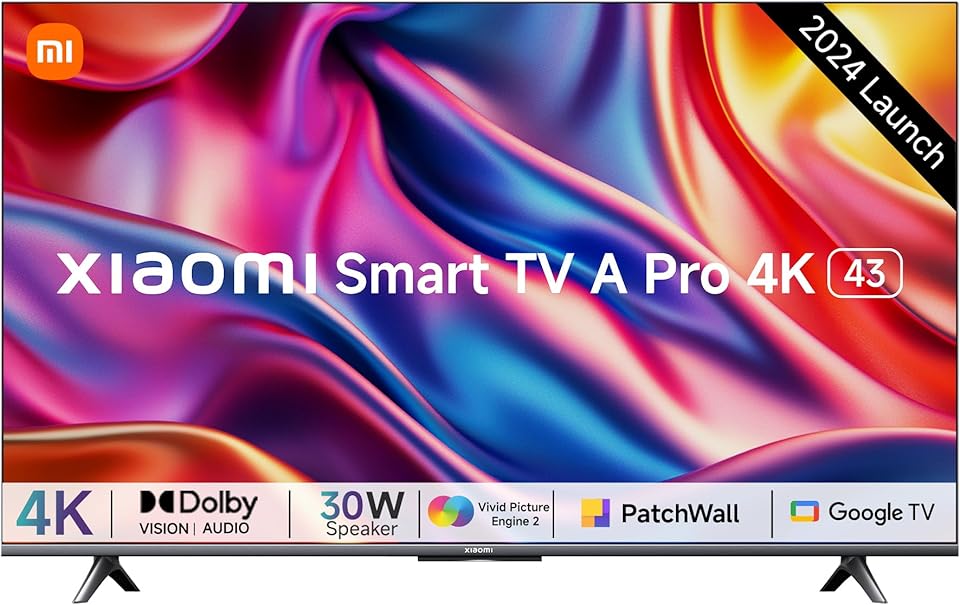 mi
2024 Launch
xiaomi Smart TV A Pro 4K 43
4K
Dolby
VISION | AUDIO
30W
Speaker
Vivid Picture
Engine 2
PatchWall
Google TV
xiaomi